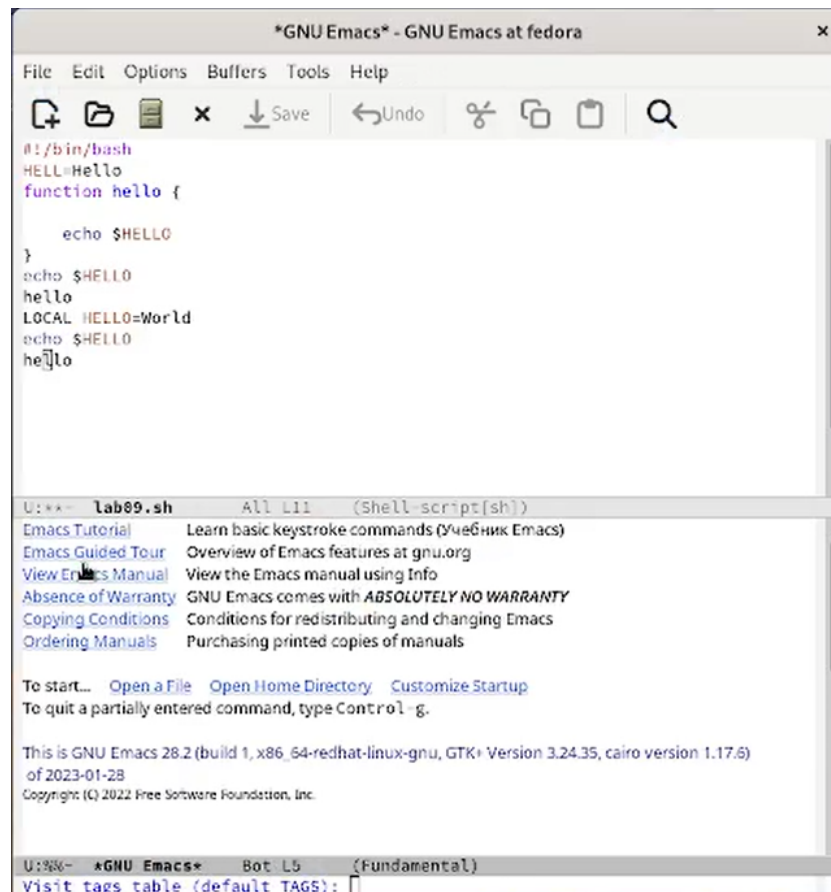 *GNU Emacs* - GNU Emacs at fedora ×
File Edit Options Buffers Tools Help
Save Undo
#!/bin/bash
HELL=Hello
function hello {
echo $HELLO
}
echo $HELLO
hello
LOCAL HELLO=World
echo $HELLO
hello
U:**- lab09.sh All L11 (Shell-script[sh])
Emacs Tutorial Learn basic keystroke commands (Учебник Emacs)
Emacs Guided Tour Overview of Emacs features at gnu.org
View Emacs Manual View the Emacs manual using Info
Absence of Warranty GNU Emacs comes with ABSOLUTELY NO WARRANTY
Copying Conditions Conditions for redistributing and changing Emacs
Ordering Manuals Purchasing printed copies of manuals
To start... Open a File Open Home Directory Customize Startup
To quit a partially entered command, type Control-g.
This is GNU Emacs 28.2 (build 1, x86_64-redhat-linux-gnu, GTK+ Version 3.24.35, cairo version 1.17.6)
of 2023-01-28
Copyright (C) 2022 Free Software Foundation, Inc.
U:%%- *GNU Emacs* Bot L5 (Fundamental)
Visit tags table (default TAGS):